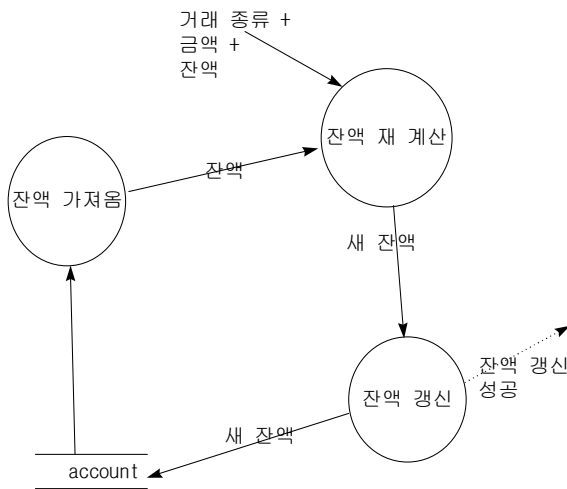 거래 종류 +
금액 +
잔액
잔액 재 계산
잔액
잔액 가져옴
새 잔액
잔액 갱신
성공
잔액 갱신
새 잔액
account